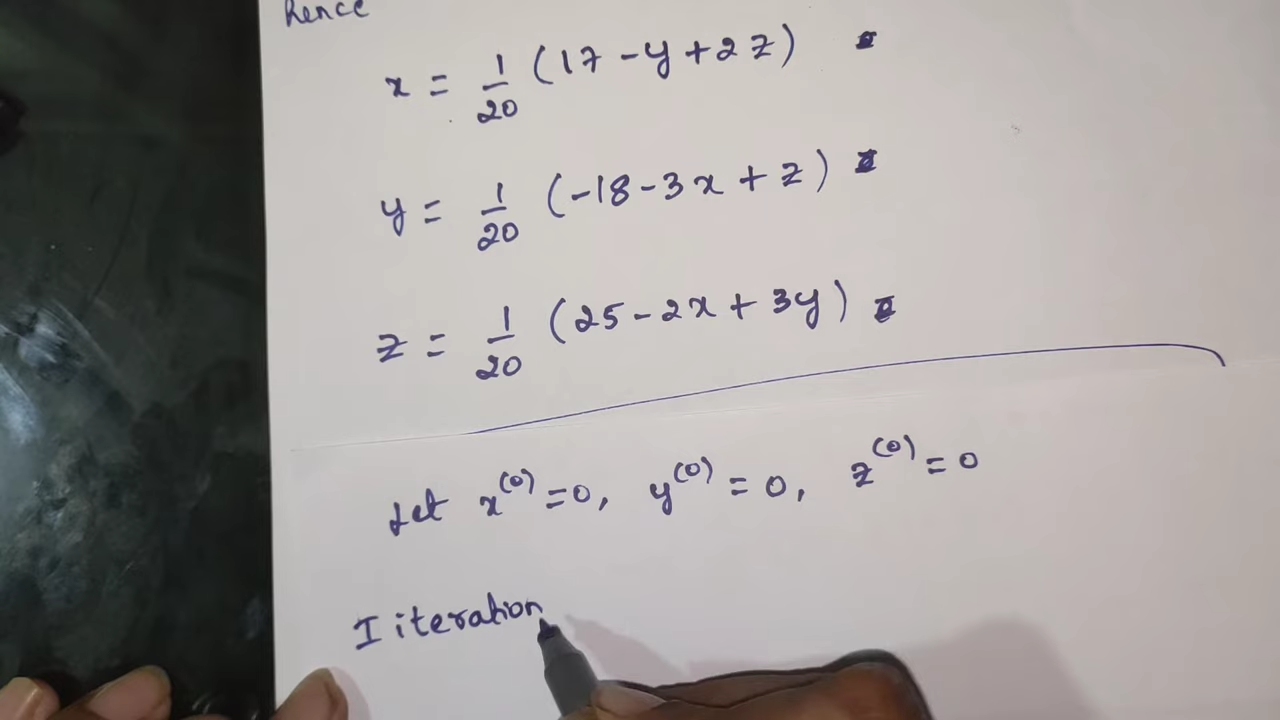 hence
x = 1/20 (17 - y + 2z)
y = 1/20 (-18 - 3x + z)
z = 1/20 (25 - 2x + 3y)
Let x^(0) = 0, y^(0) = 0, z^(0) = 0
I iteration